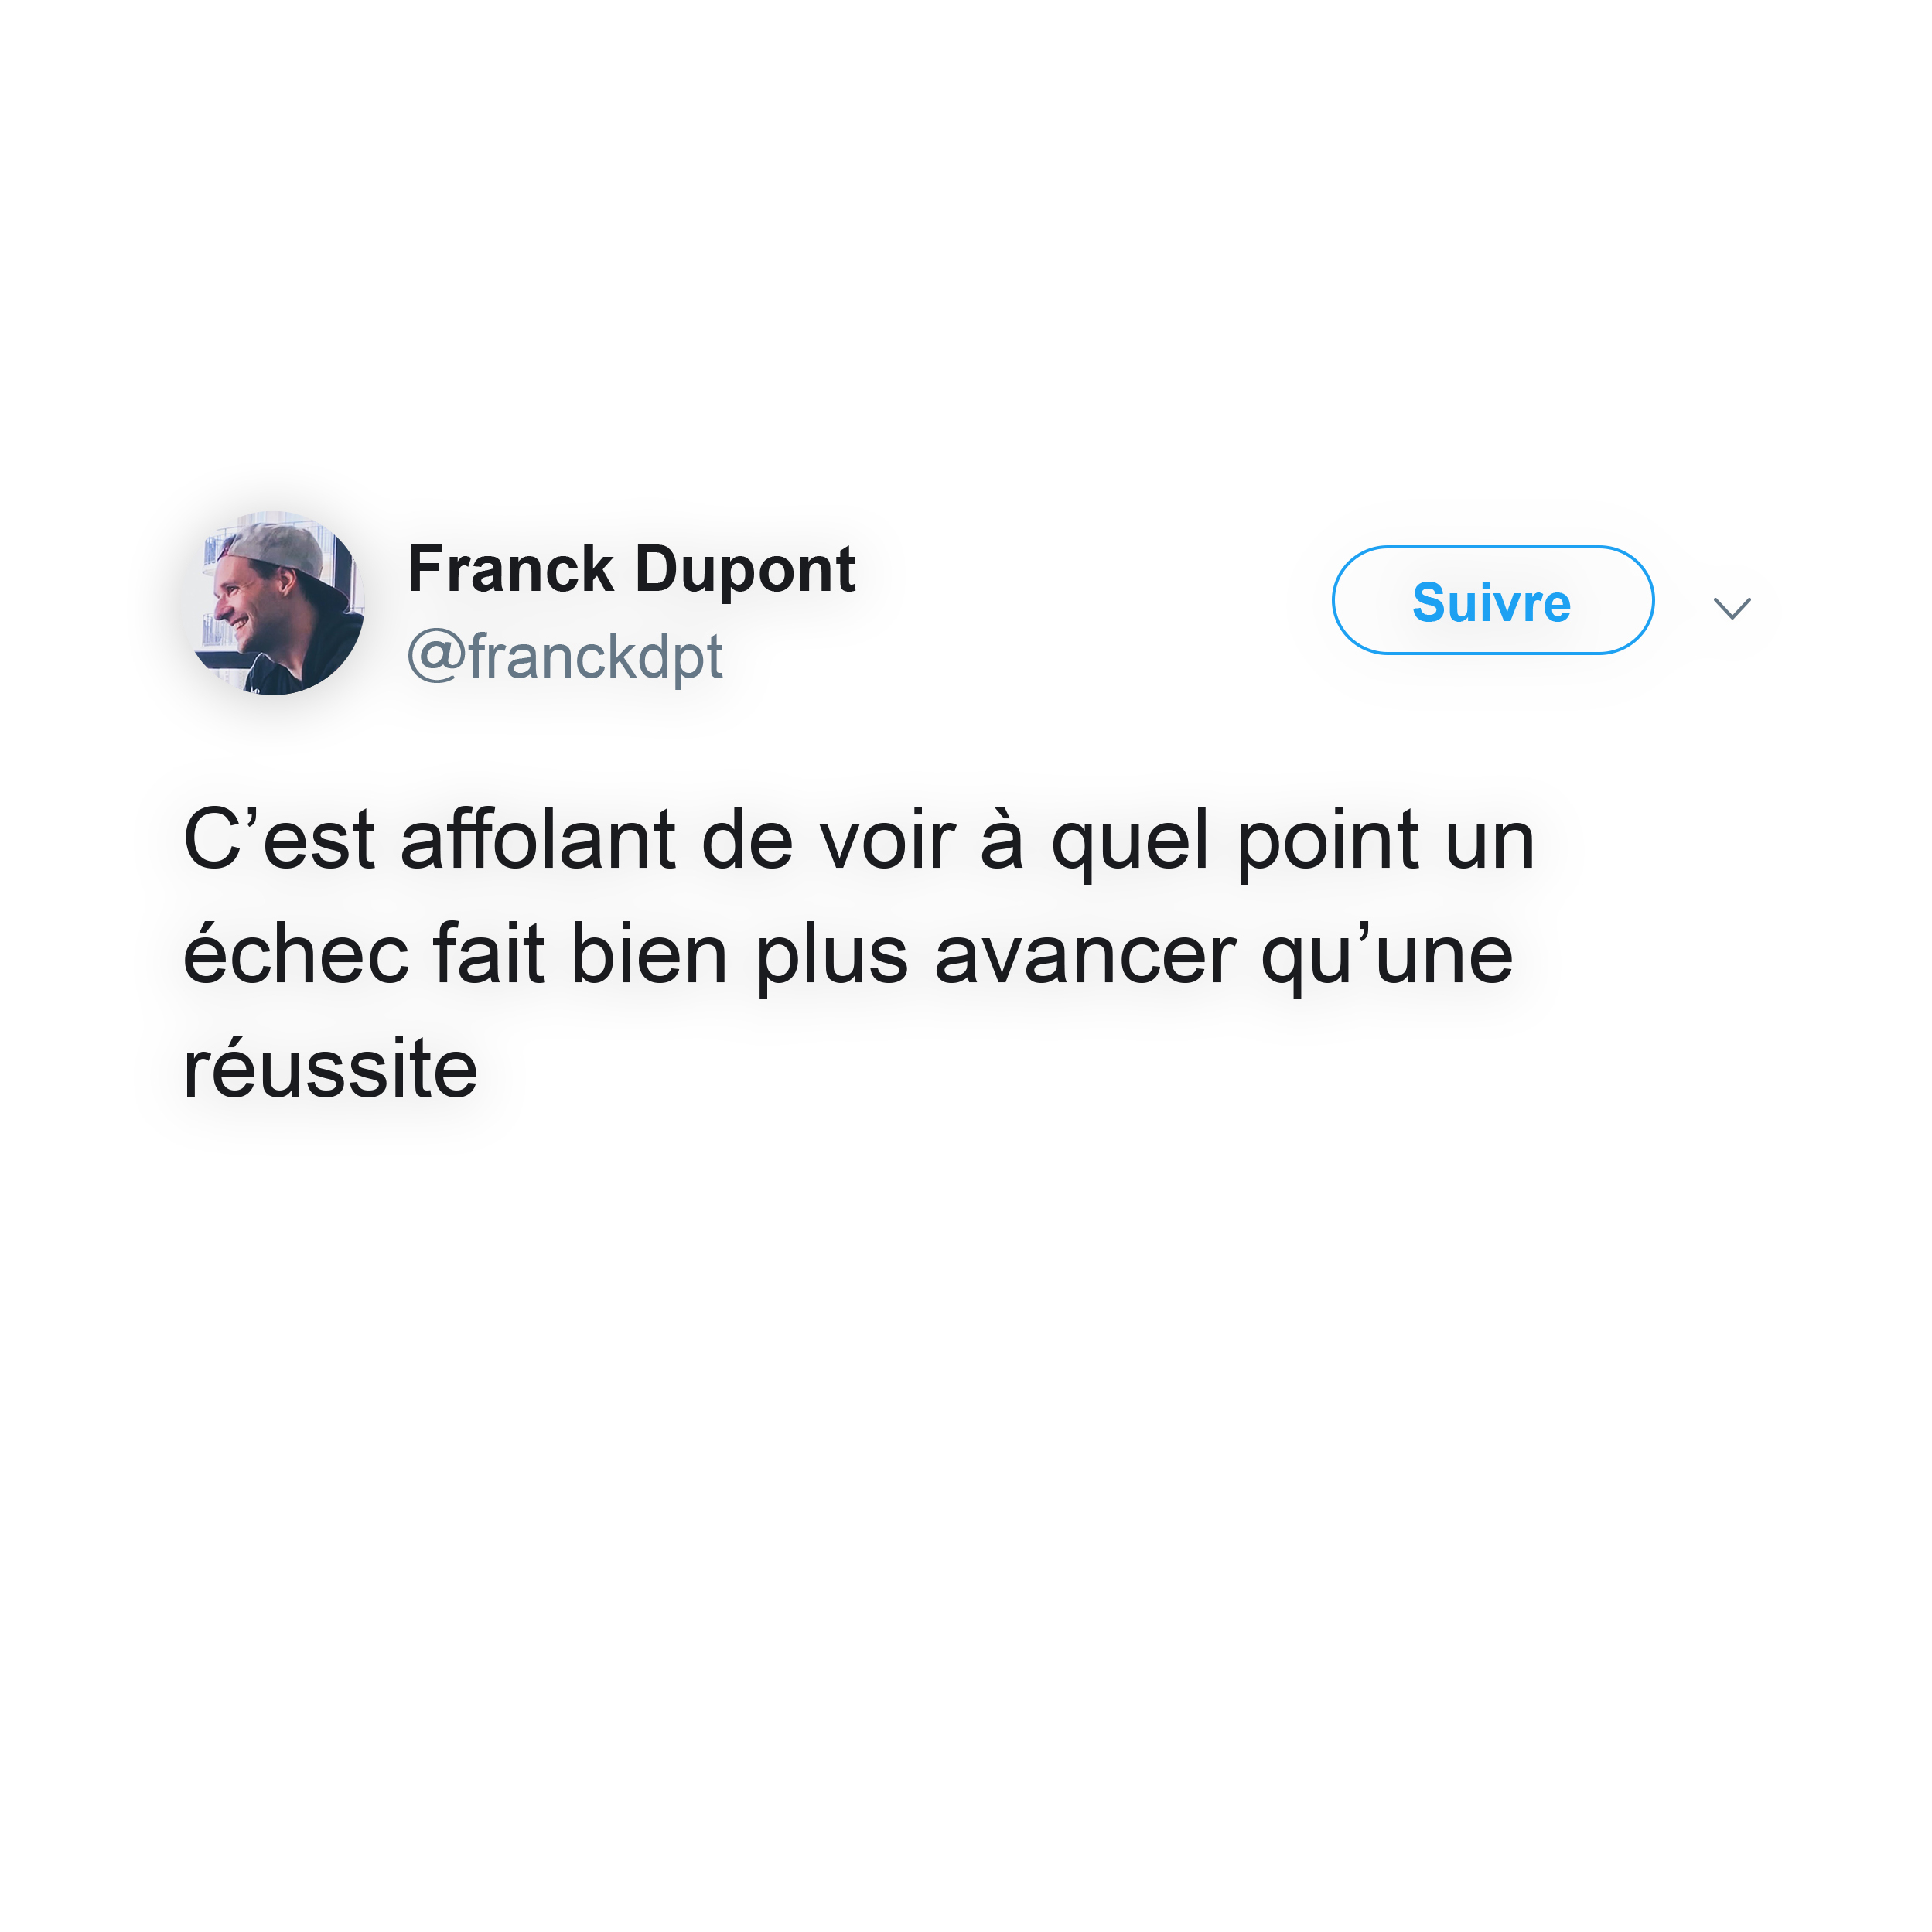 Franck Dupont
@franckdpt
Suivre
C’est affolant de voir à quel point un
échec fait bien plus avancer qu’une
réussite